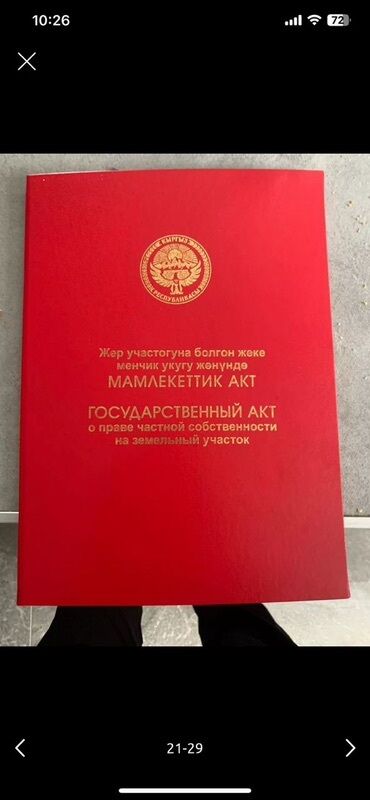 10:26
72
КЫРГЫЗ
РЕСПУБЛИКАСЫ
Жер участогуна болгон жеке
менчик укугу жөнүндө
МАМЛЕКЕТТИК АКТ
ГОСУДАРСТВЕННЫЙ АКТ
о праве частной собственности
на земельный участок
21-29